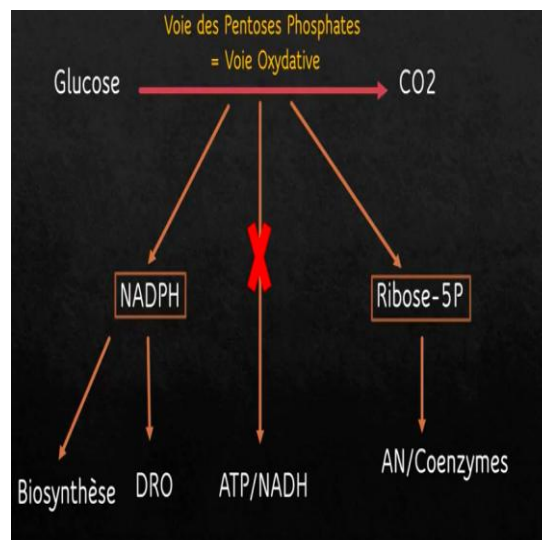 Voie des Pentoses Phosphates
= Voie Oxydative
Glucose
CO2
NADPH
Ribose-5P
Biosynthèse
DRO
ATP/NADH
AN/Coenzymes